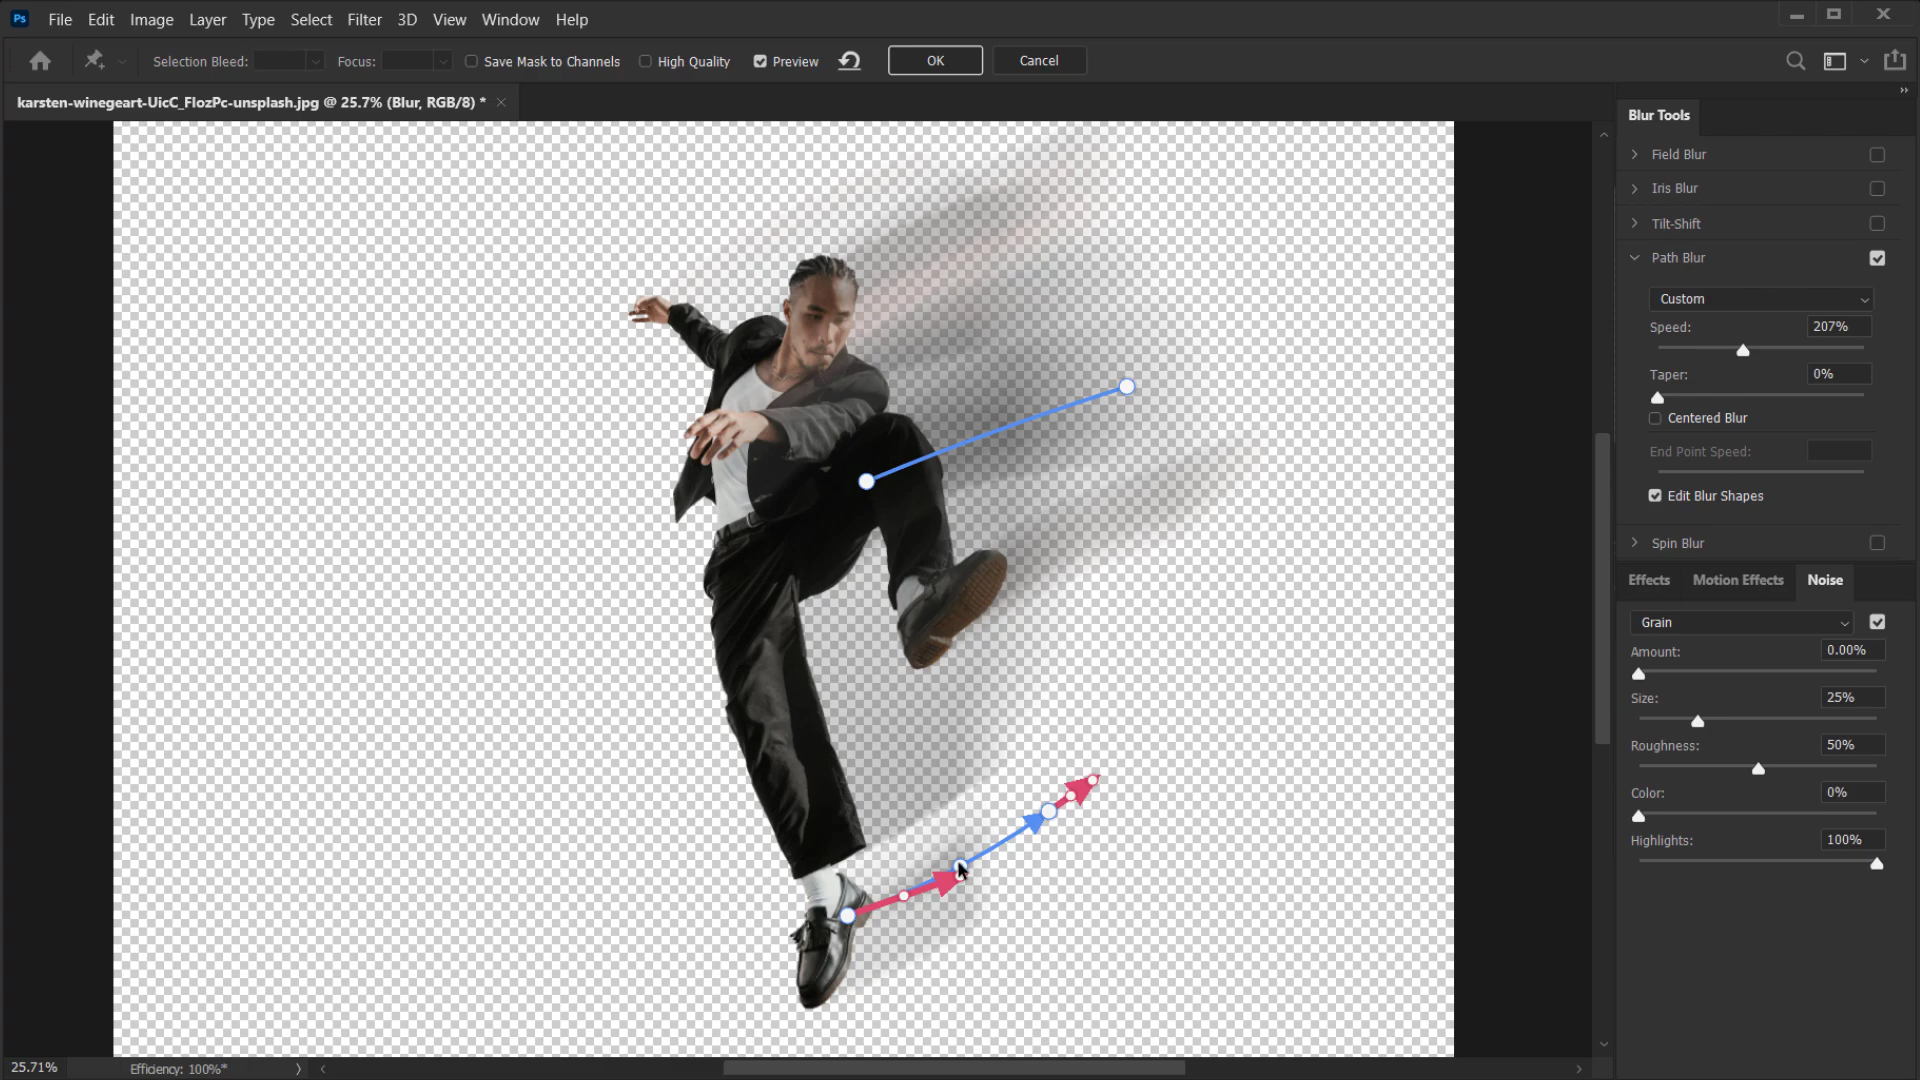 Ps File Edit Image Layer Type Select Filter 3D View Window Help
Selection Bleed: Focus: Save Mask to Channels High Quality Preview OK Cancel
karsten-winegeart-UicC_FlozPc-unsplash.jpg @ 25.7% (Blur, RGB/8) *
Blur Tools
Field Blur
Iris Blur
Tilt-Shift
Path Blur
Custom
Speed: 207%
Taper: 0%
Centered Blur
End Point Speed:
Edit Blur Shapes
Spin Blur
Effects Motion Effects Noise
Grain
Amount: 0.00%
Size: 25%
Roughness: 50%
Color: 0%
Highlights: 100%
25.71% Efficiency: 100%*